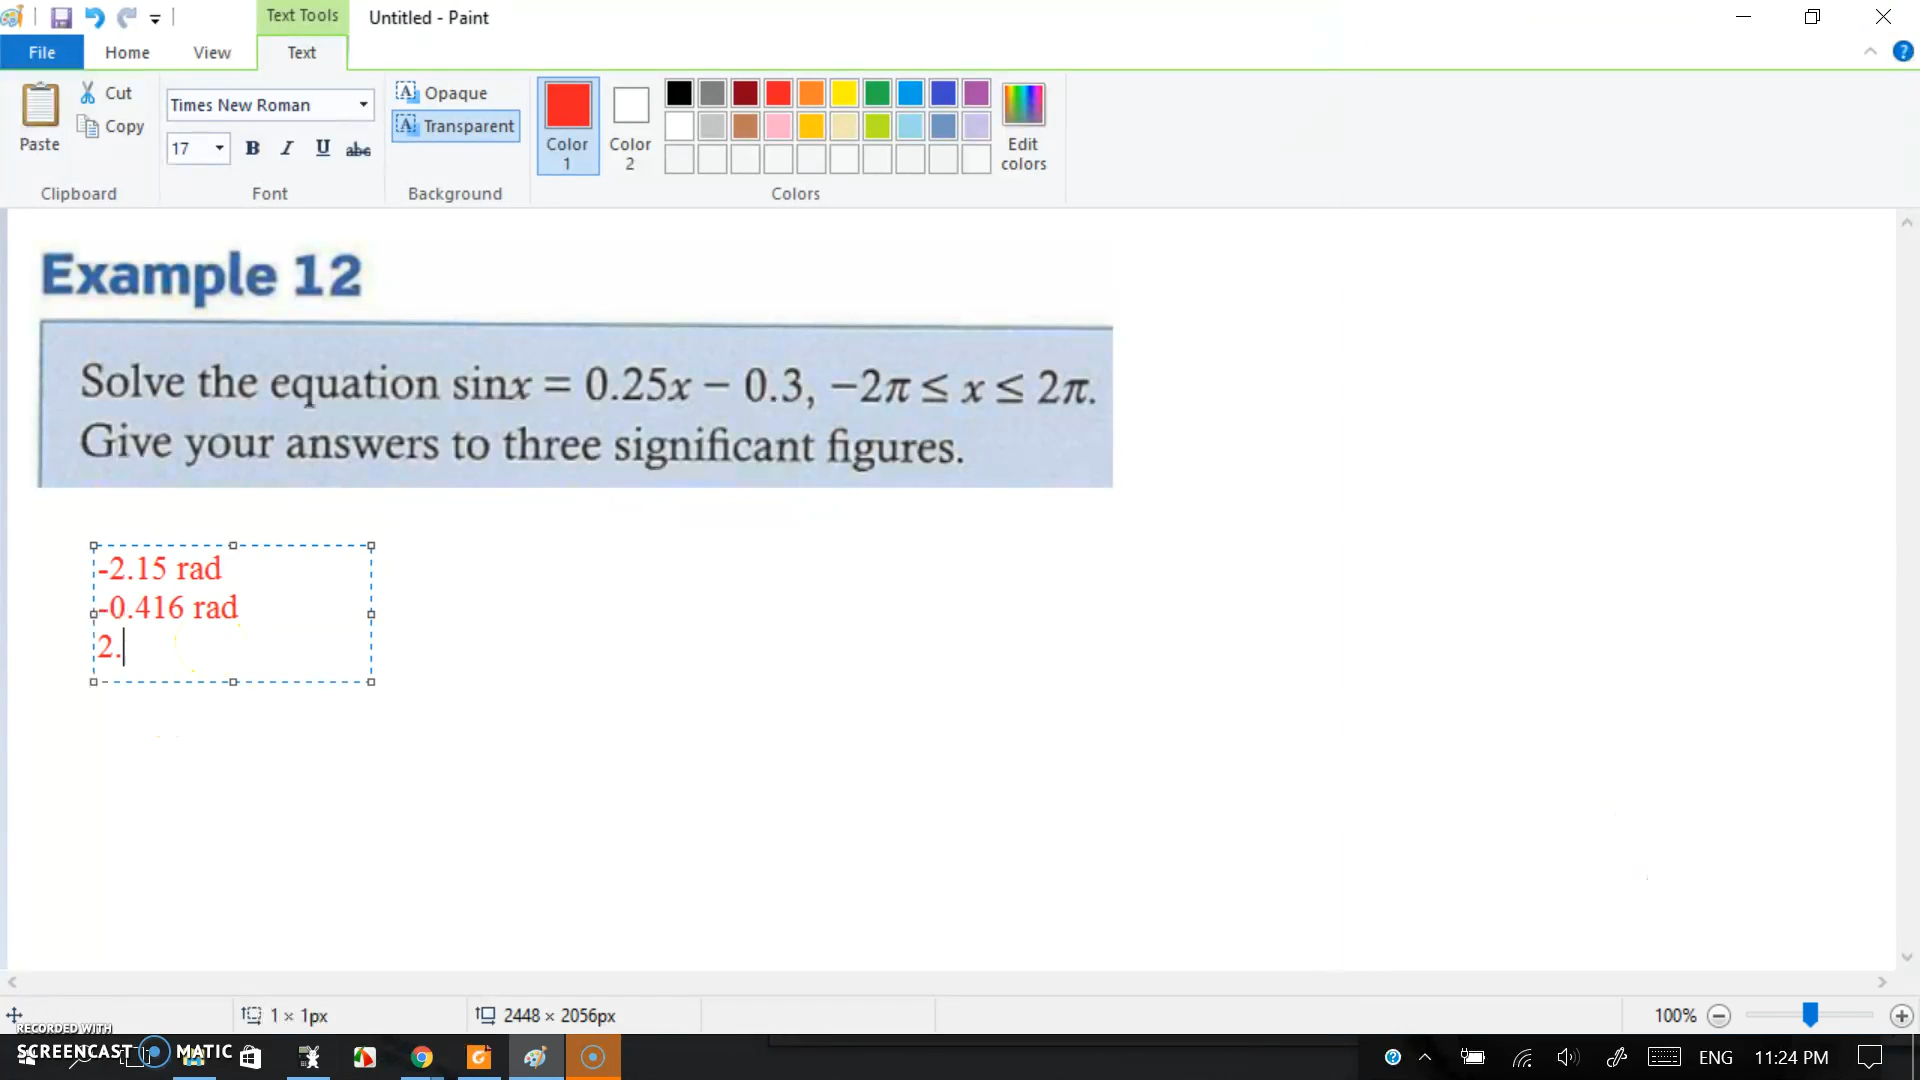 Text Tools
Untitled - Paint
File
Home
View
Text
Paste
Cut
Copy
Clipboard
Times New Roman
17
B I U abc
Font
Opaque
Transparent
Background
Color 1
Color 2
Edit colors
Colors
Example 12
Solve the equation sinx = 0.25x − 0.3, −2π ≤ x ≤ 2π.
Give your answers to three significant figures.
-2.15 rad
-0.416 rad
2.
1 × 1px
2448 × 2056px
100%
RECORDED WITH
SCREENCAST MATIC
ENG
11:24 PM